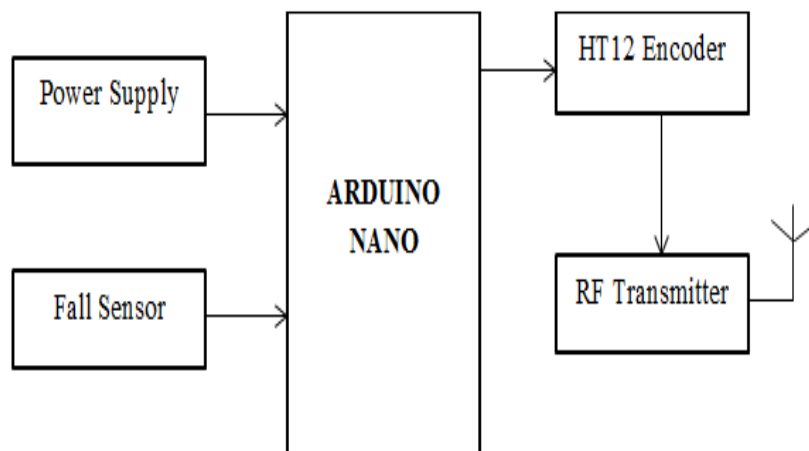 Power Supply
Fall Sensor
ARDUINO
NANO
HT12 Encoder
RF Transmitter